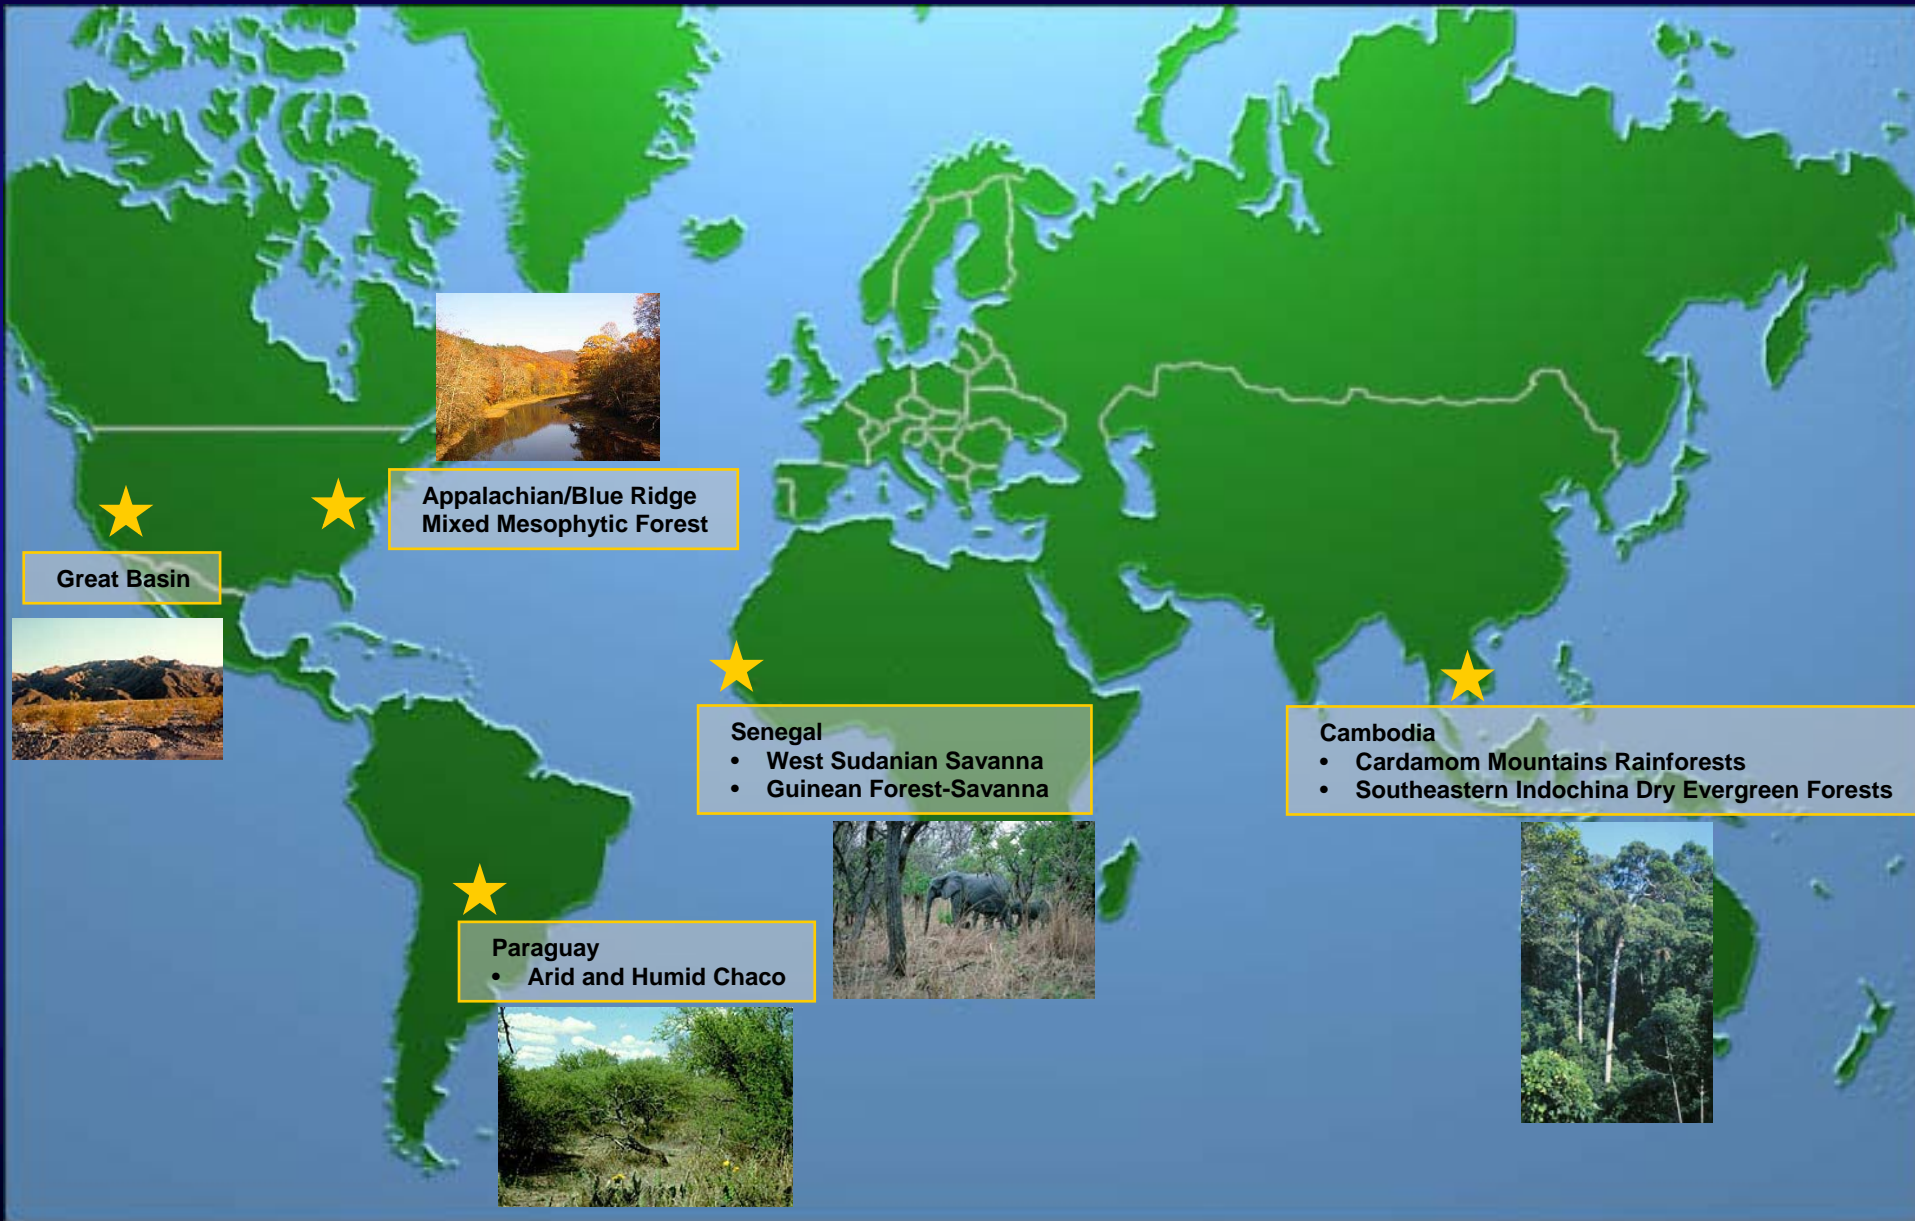 Appalachian/Blue Ridge
Mixed Mesophytic Forest
Great Basin
Senegal
• West Sudanian Savanna
• Guinean Forest-Savanna
Cambodia
• Cardamom Mountains Rainforests
• Southeastern Indochina Dry Evergreen Forests
Paraguay
• Arid and Humid Chaco